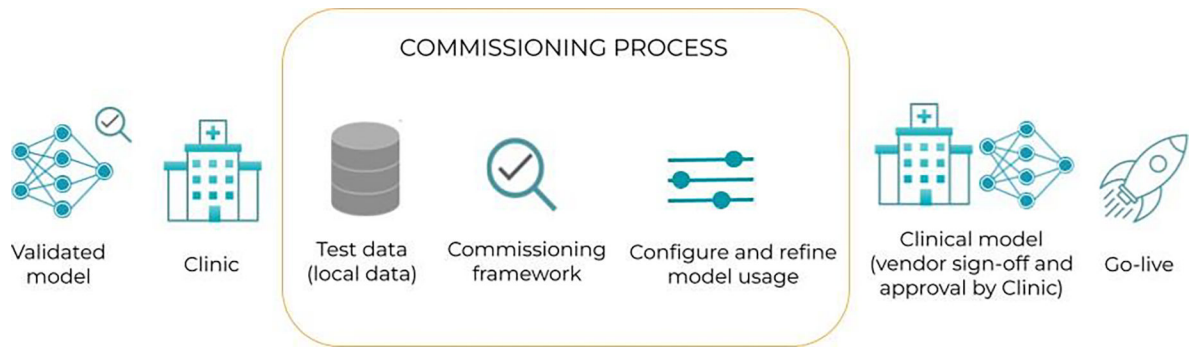 COMMISSIONING PROCESS
Validated
model
Clinic
Test data
(local data)
Commissioning
framework
Configure and refine
model usage
Clinical model
(vendor sign-off and
approval by Clinic)
Go-live